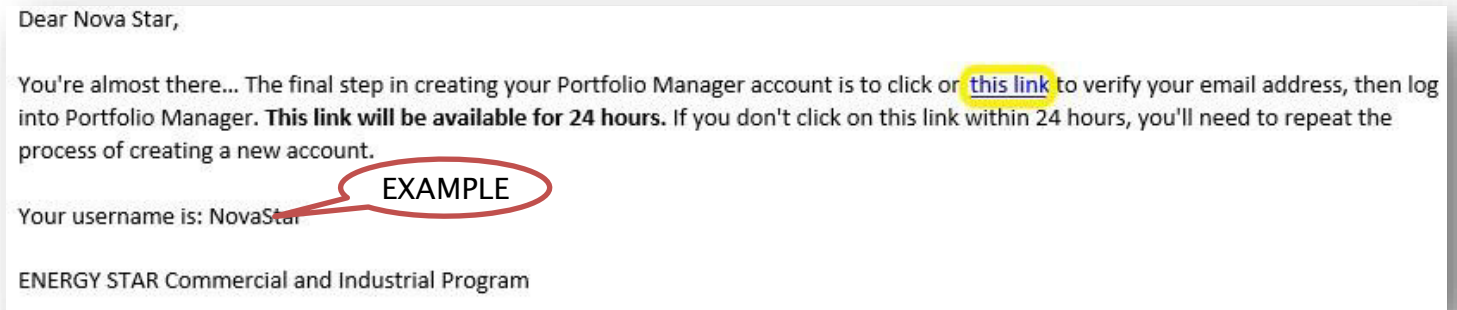 Dear Nova Star,
You're almost there... The final step in creating your Portfolio Manager account is to click or this link to verify your email address, then log
into Portfolio Manager. This link will be available for 24 hours. If you don't click on this link within 24 hours, you'll need to repeat the
process of creating a new account.
EXAMPLE
Your username is: NovaStar
ENERGY STAR Commercial and Industrial Program